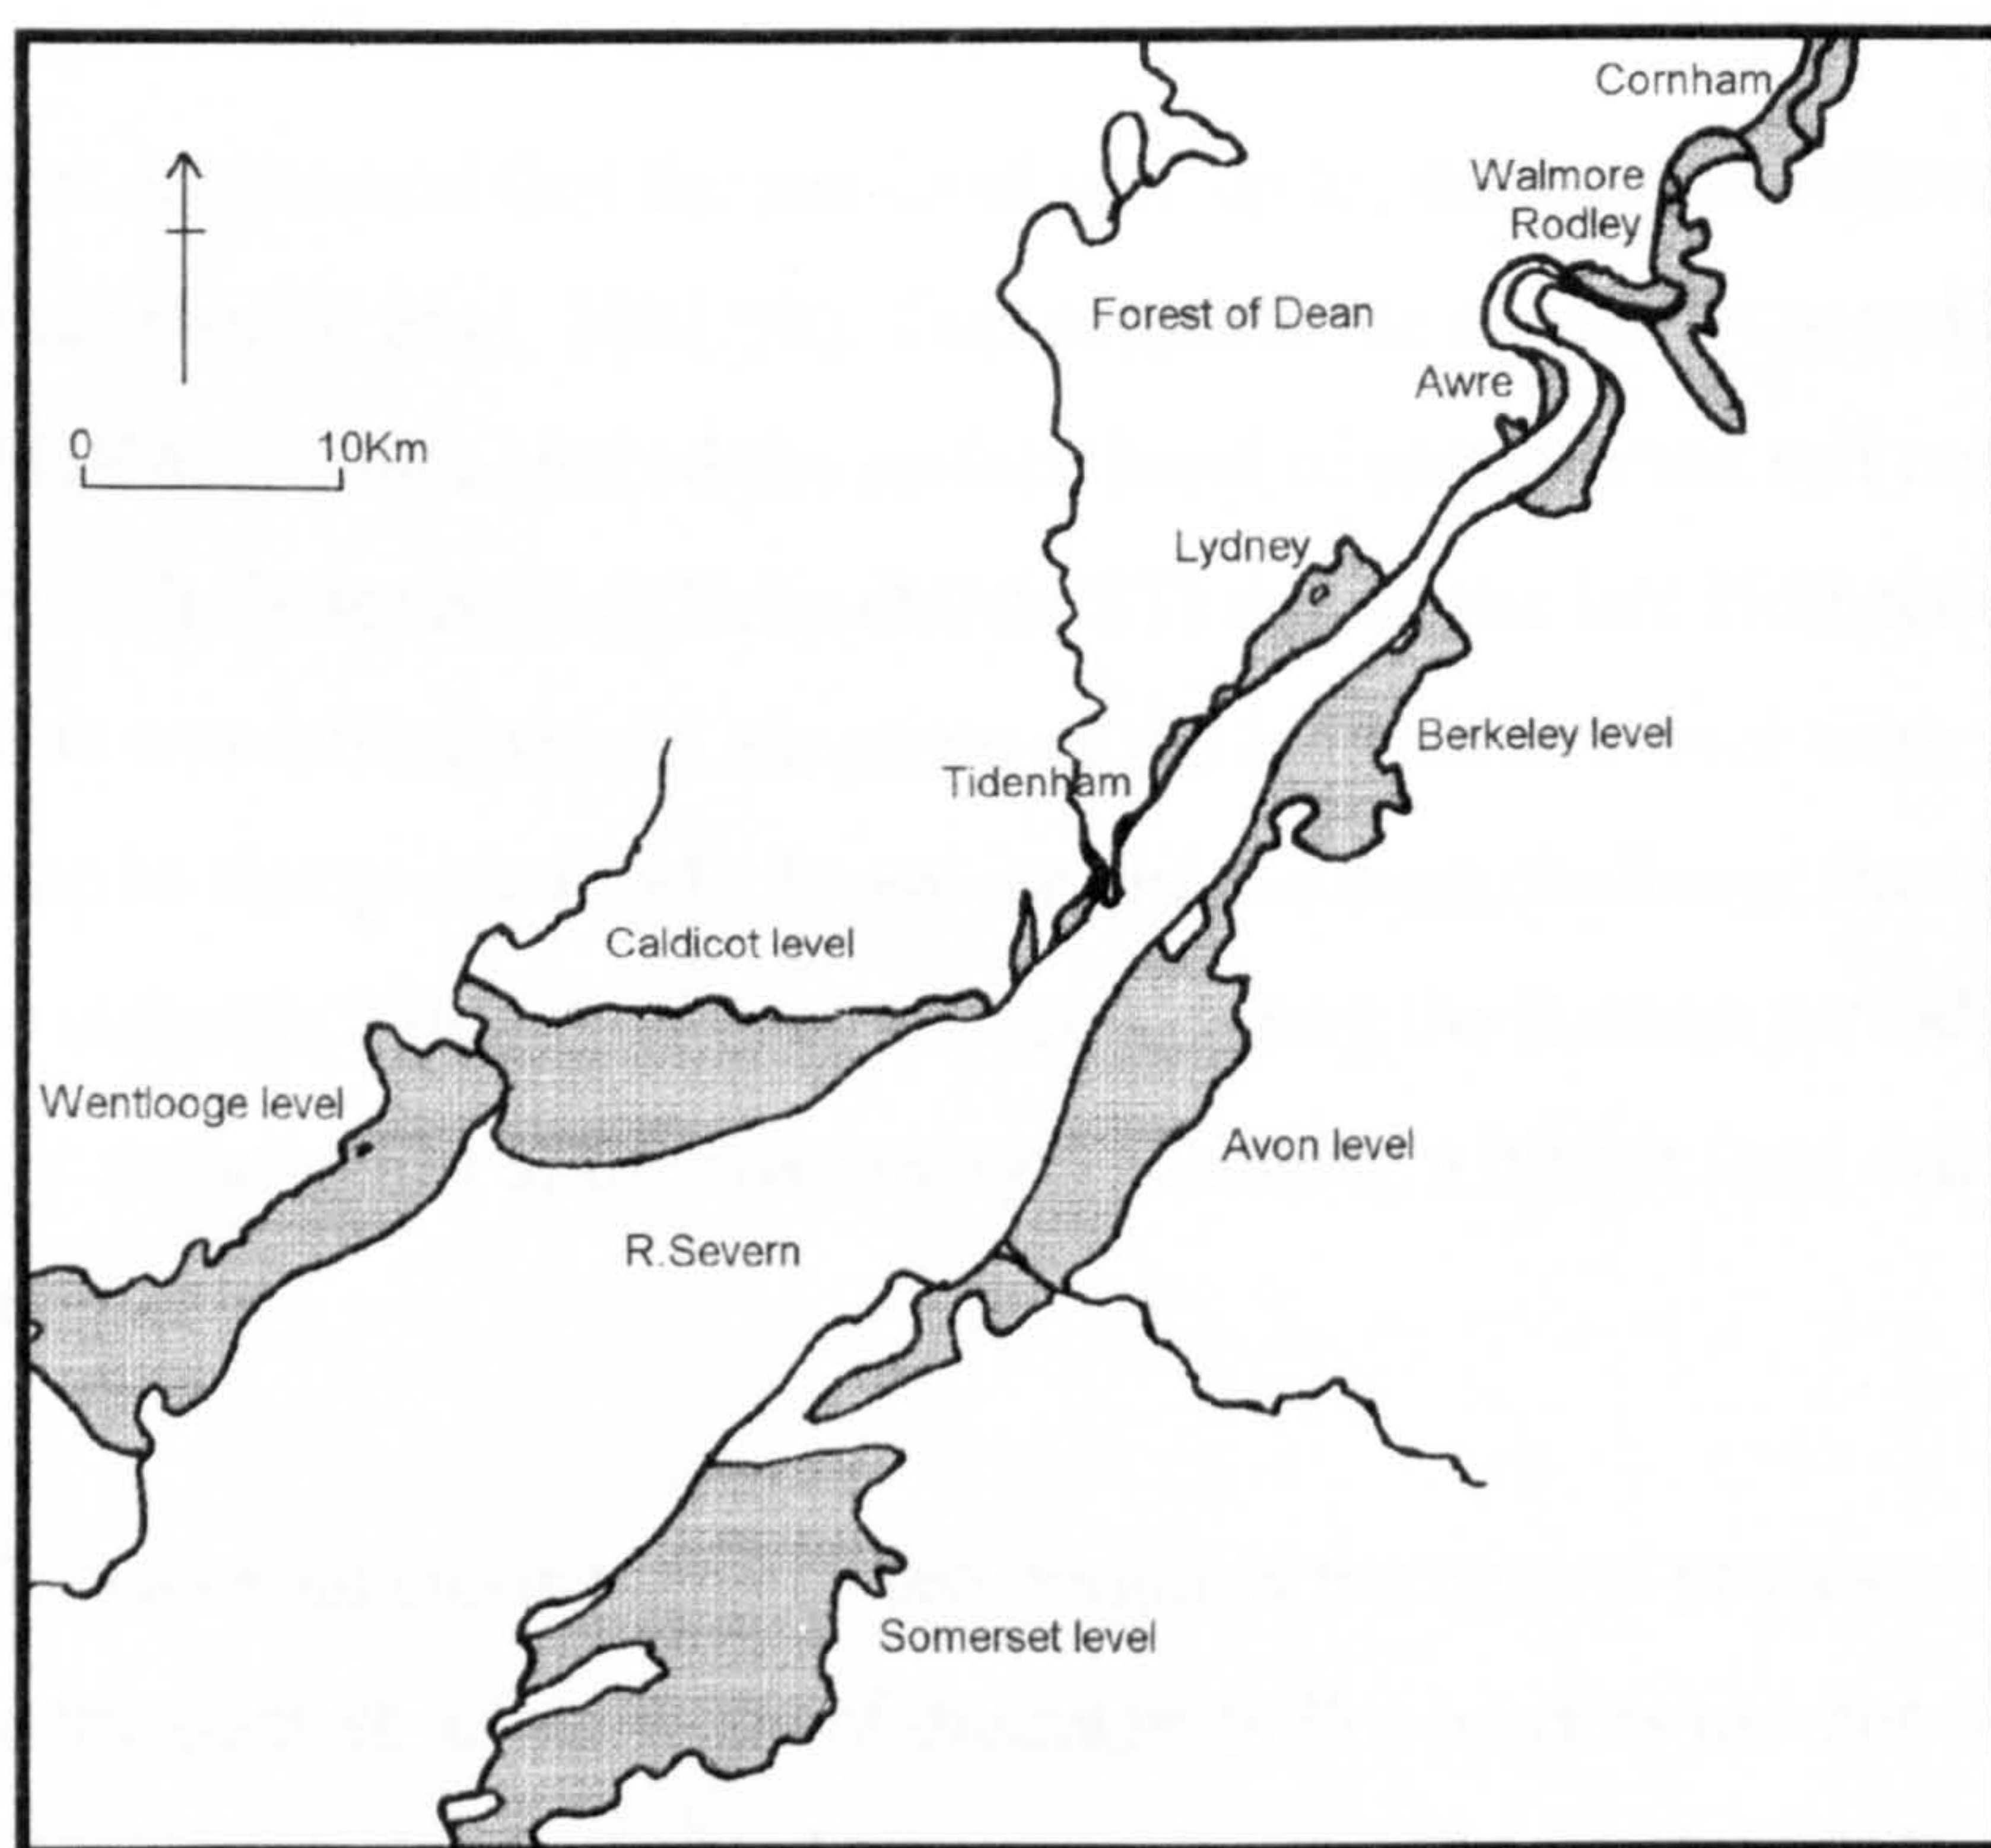 Cornham
Walmore
Rodley
Forest of Dean
Awre
0 10Km
Lydney
Berkeley level
Tidenham
Caldicot level
Wentlooge level
Avon level
R.Severn
Somerset level